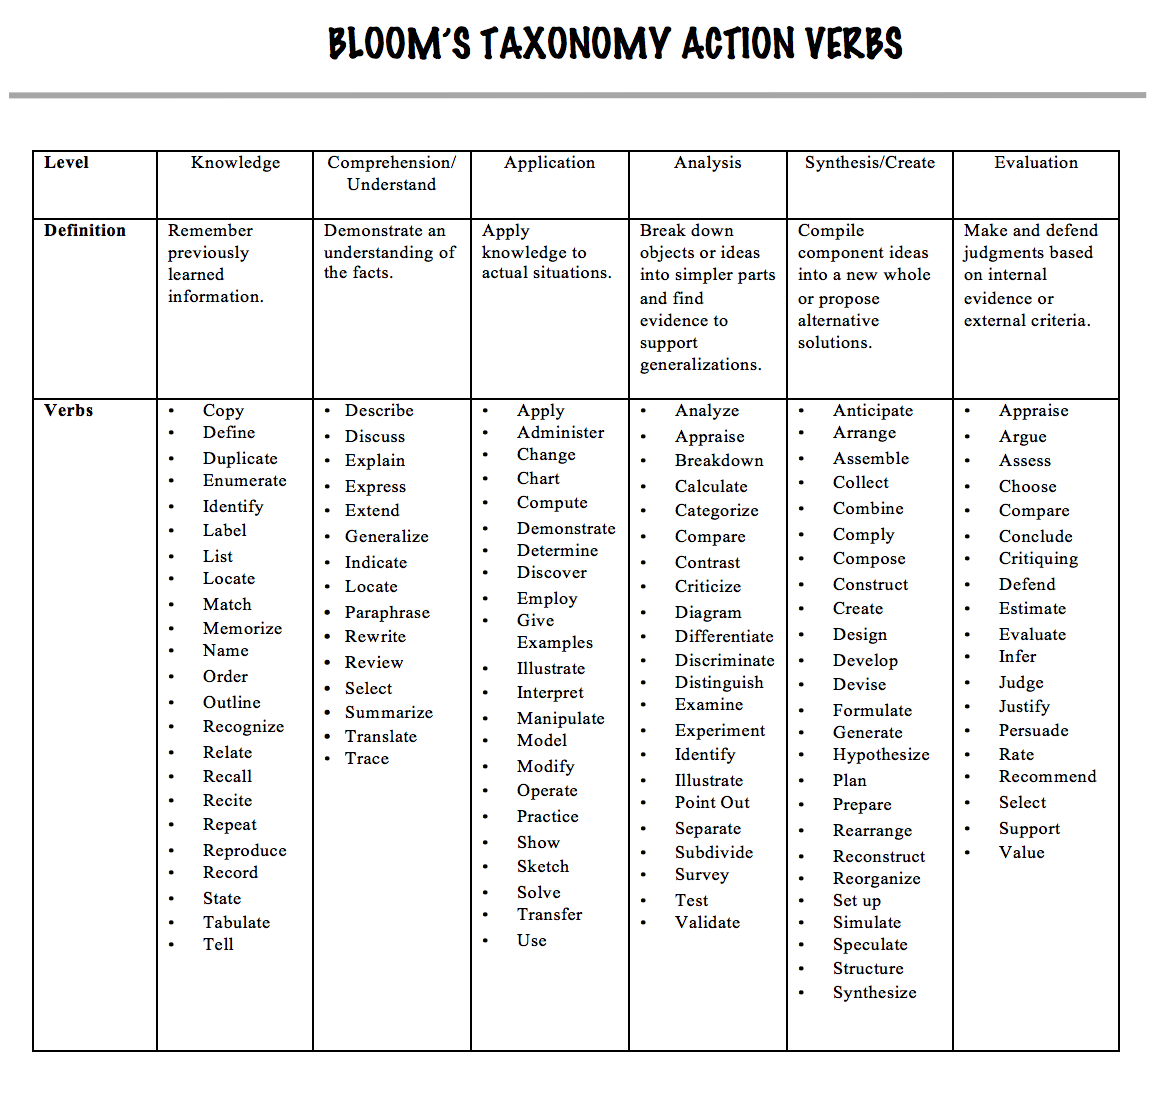 BLOOM'S TAXONOMY ACTION VERBS
Level
Knowledge
Comprehension/
Understand
Application
Analysis
Synthesis/Create
Evaluation
Definition
Remember
previously
learned
information.
Demonstrate an
understanding of
the facts.
Apply
knowledge to
actual situations.
Break down
objects or ideas
into simpler parts
and find
evidence to
support
generalizations.
Compile
component ideas
into a new whole
or propose
alternative
solutions.
Make and defend
judgments based
on internal
evidence or
external criteria.
Verbs
• Copy
• Define
• Duplicate
• Enumerate
• Identify
• Label
• List
• Locate
• Match
• Memorize
• Name
• Order
• Outline
• Recognize
• Relate
• Recall
• Recite
• Repeat
• Reproduce
• Record
• State
• Tabulate
• Tell
• Describe
• Discuss
• Explain
• Express
• Extend
• Generalize
• Indicate
• Locate
• Paraphrase
• Rewrite
• Review
• Select
• Summarize
• Translate
• Trace
• Apply
• Administer
• Change
• Chart
• Compute
• Demonstrate
• Determine
• Discover
• Employ
• Give
Examples
• Illustrate
• Interpret
• Manipulate
• Model
• Modify
• Operate
• Practice
• Show
• Sketch
• Solve
• Transfer
• Use
• Analyze
• Appraise
• Breakdown
• Calculate
• Categorize
• Compare
• Contrast
• Criticize
• Diagram
• Differentiate
• Discriminate
• Distinguish
• Examine
• Experiment
• Identify
• Illustrate
• Point Out
• Separate
• Subdivide
• Survey
• Test
• Validate
• Anticipate
• Arrange
• Assemble
• Collect
• Combine
• Comply
• Compose
• Construct
• Create
• Design
• Develop
• Devise
• Formulate
• Generate
• Hypothesize
• Plan
• Prepare
• Rearrange
• Reconstruct
• Reorganize
• Set up
• Simulate
• Speculate
• Structure
• Synthesize
• Appraise
• Argue
• Assess
• Choose
• Compare
• Conclude
• Critiquing
• Defend
• Estimate
• Evaluate
• Infer
• Judge
• Justify
• Persuade
• Rate
• Recommend
• Select
• Support
• Value